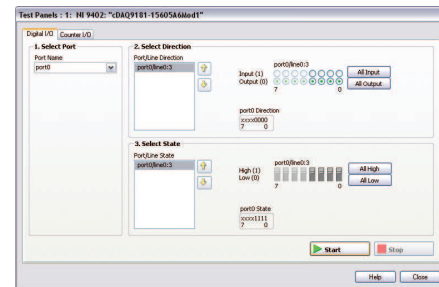 Test Panels : 1: NI 9402: "cDAQ9181-15605A6Mod1"
Digital I/O Counter I/O
1. Select Port
Port Name
port0
2. Select Direction
Port/Line Direction
port0/line0:3
port0/line0:3
Input (1)
Output (0)
7 0
All Input
All Output
port0 Direction
xxxx0000
7 0
3. Select State
Port/Line State
port0/line0:3
port0/line0:3
High (1)
Low (0)
7 0
All High
All Low
port0 State
xxxx1111
7 0
Start Stop
Help Close